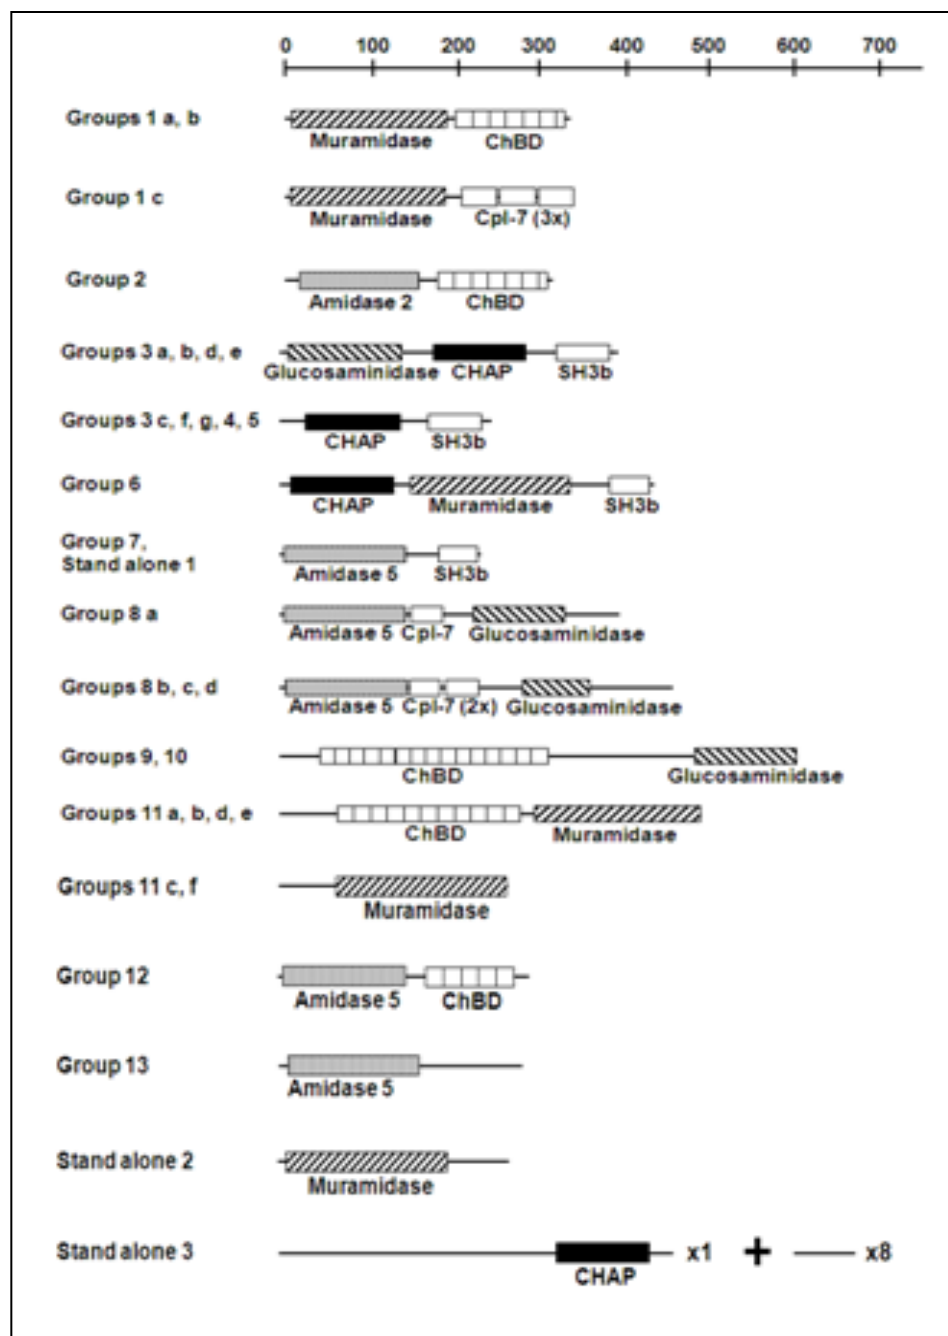 0 100 200 300 400 500 600 700
Groups 1 a, b
Muramidase ChBD
Group 1 c
Muramidase Cpl-7 (3x)
Group 2
Amidase 2 ChBD
Groups 3 a, b, d, e
Glucosaminidase CHAP SH3b
Groups 3 c, f, g, 4, 5
CHAP SH3b
Group 6
CHAP Muramidase SH3b
Group 7,
Stand alone 1
Amidase 5 SH3b
Group 8 a
Amidase 5 Cpl-7 Glucosaminidase
Groups 8 b, c, d
Amidase 5 Cpl-7 (2x) Glucosaminidase
Groups 9, 10
ChBD Glucosaminidase
Groups 11 a, b, d, e
ChBD Muramidase
Groups 11 c, f
Muramidase
Group 12
Amidase 5 ChBD
Group 13
Amidase 5
Stand alone 2
Muramidase
Stand alone 3 x1 + x8
CHAP